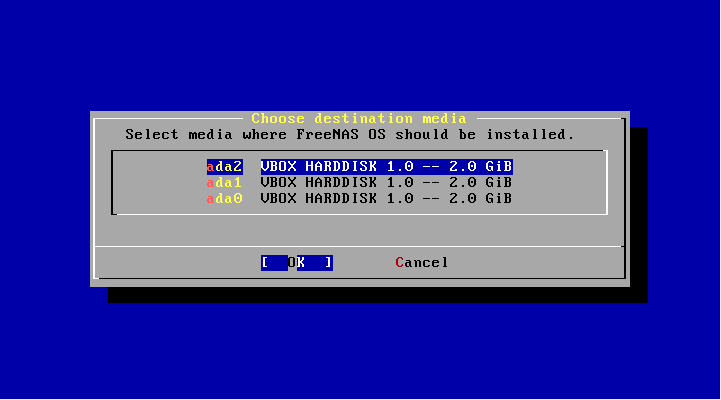 Choose destination media
Select media where FreeNAS OS should be installed.
ada2 VBOX HARDDISK 1.0 -- 2.0 GiB
ada1 VBOX HARDDISK 1.0 -- 2.0 GiB
ada0 VBOX HARDDISK 1.0 -- 2.0 GiB
[ OK ] Cancel